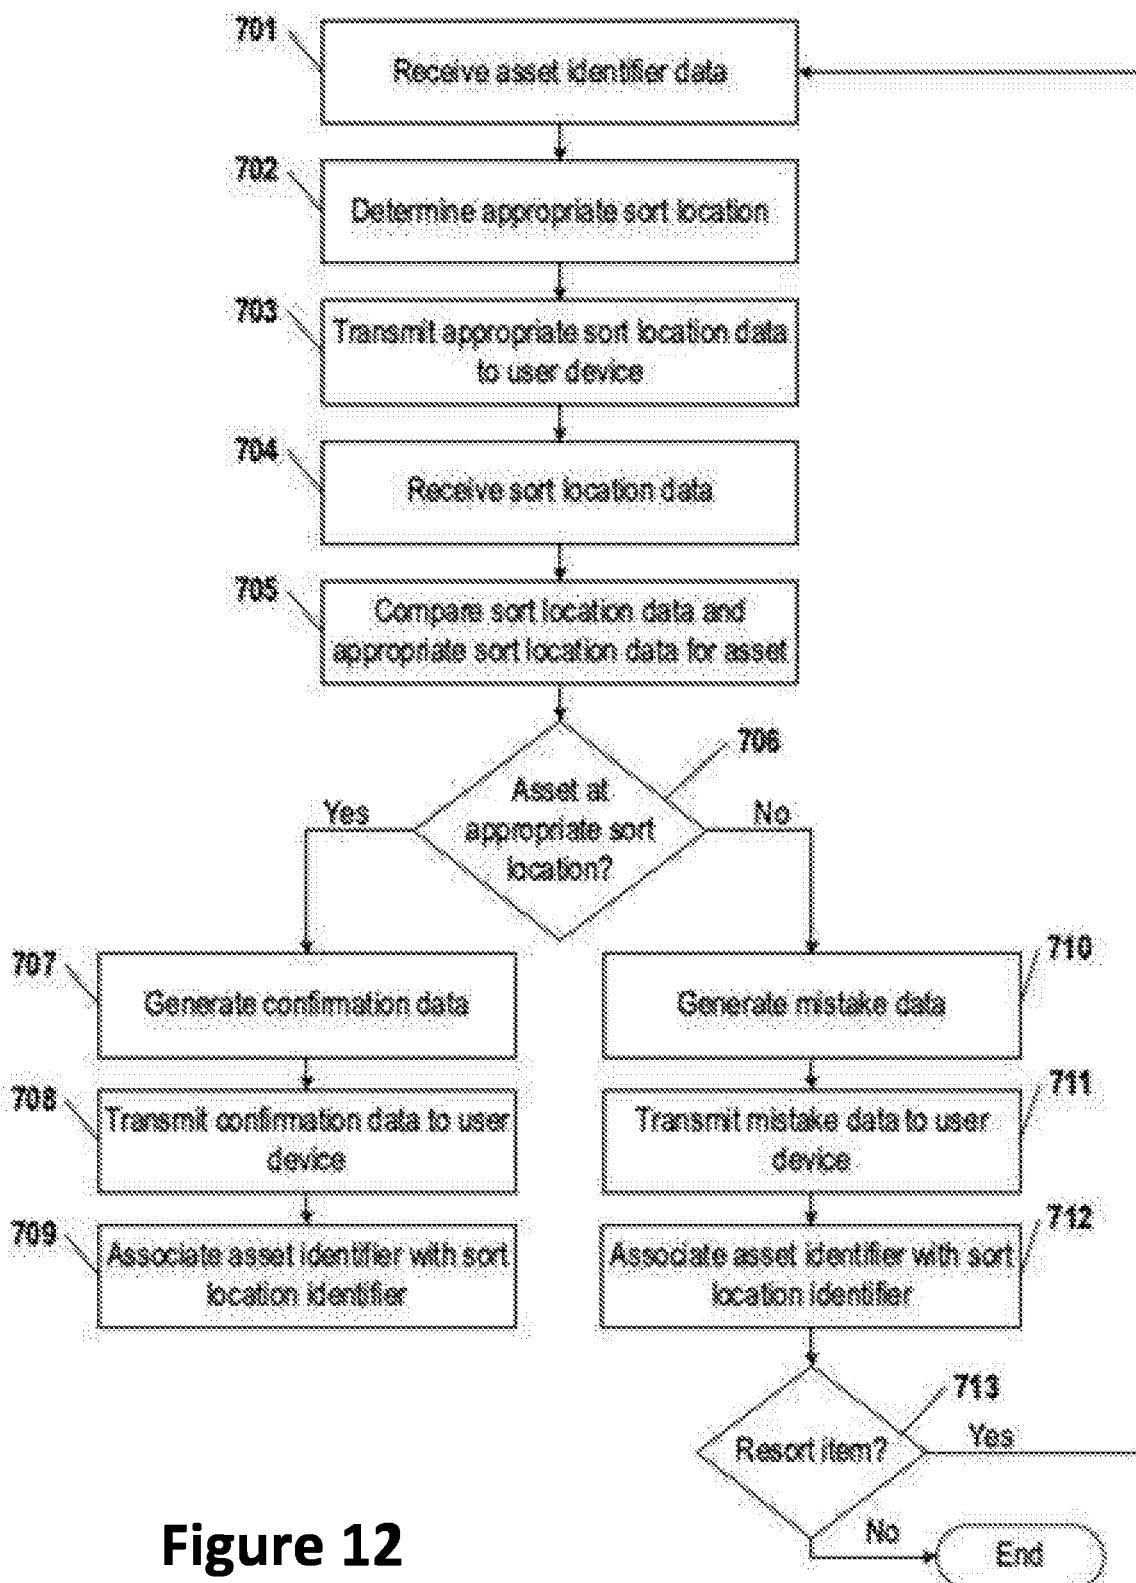 701
Receive asset identifier data
702
Determine appropriate sort location
703
Transmit appropriate sort location data
to user device
704
Receive sort location data
705
Compare sort location data and
appropriate sort location data for asset
706
Asset at
appropriate sort
location?
Yes
No
707
Generate confirmation data
710
Generate mistake data
708
Transmit confirmation data to user
device
711
Transmit mistake data to user
device
709
Associate asset identifier with sort
location identifier
712
Associate asset identifier with sort
location identifier
713
Resort item?
Yes
No
End
Figure 12